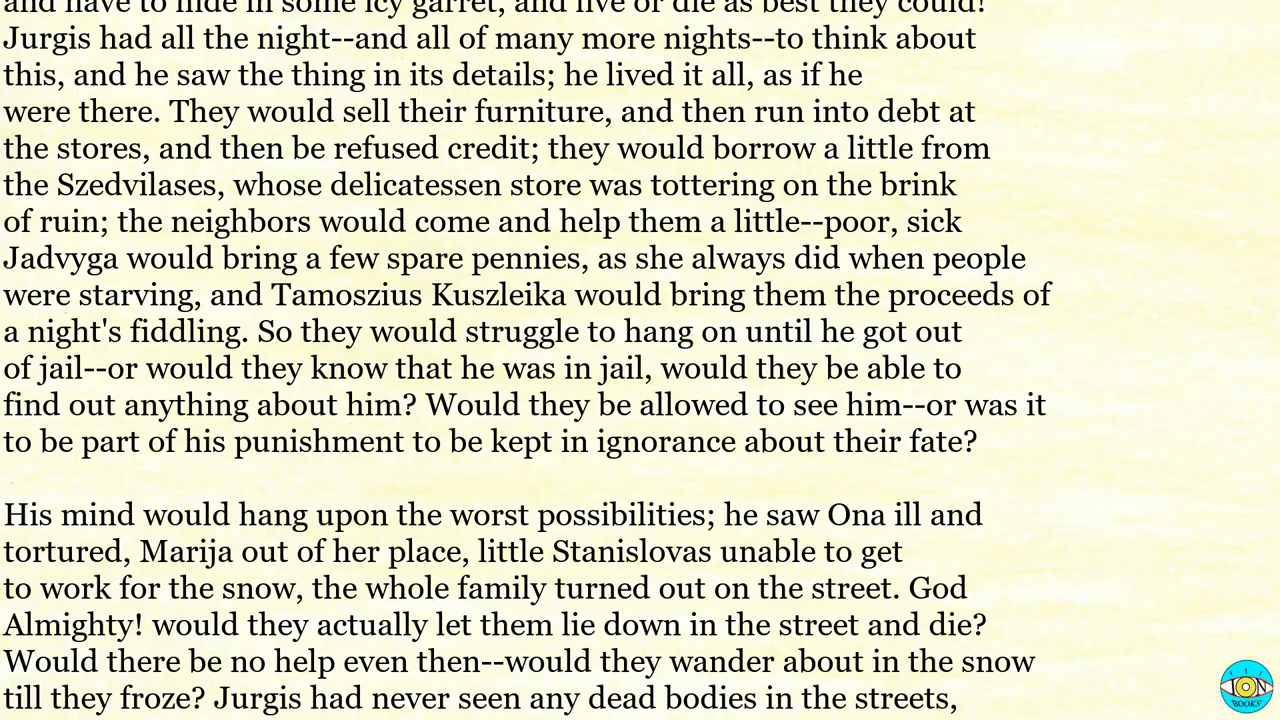 and have to hide in some icy garret, and live or die as best they could!
Jurgis had all the night--and all of many more nights--to think about
this, and he saw the thing in its details; he lived it all, as if he
were there. They would sell their furniture, and then run into debt at
the stores, and then be refused credit; they would borrow a little from
the Szedvilases, whose delicatessen store was tottering on the brink
of ruin; the neighbors would come and help them a little--poor, sick
Jadvyga would bring a few spare pennies, as she always did when people
were starving, and Tamoszius Kuszleika would bring them the proceeds of
a night's fiddling. So they would struggle to hang on until he got out
of jail--or would they know that he was in jail, would they be able to
find out anything about him? Would they be allowed to see him--or was it
to be part of his punishment to be kept in ignorance about their fate?
His mind would hang upon the worst possibilities; he saw Ona ill and
tortured, Marija out of her place, little Stanislovas unable to get
to work for the snow, the whole family turned out on the street. God
Almighty! would they actually let them lie down in the street and die?
Would there be no help even then--would they wander about in the snow
till they froze? Jurgis had never seen any dead bodies in the streets,
ION
BOOKS